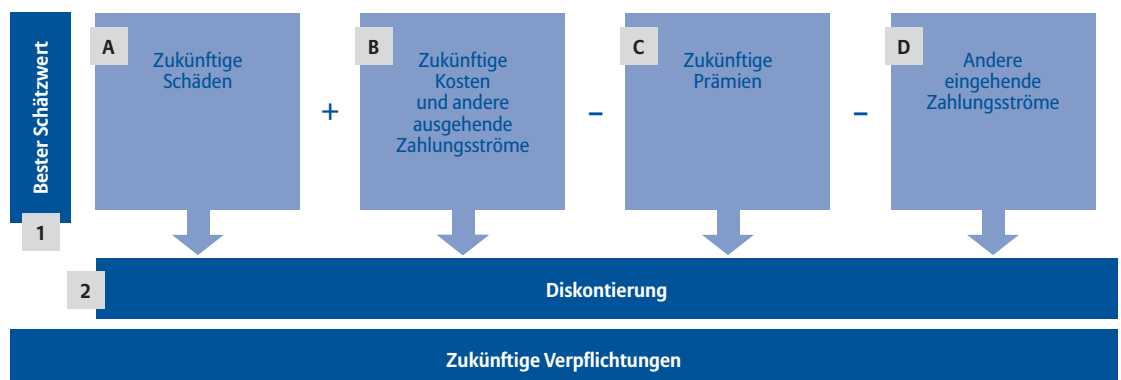 Bester Schätzwert
1
A
Zukünftige
Schäden
+
B
Zukünftige
Kosten
und andere
ausgehende
Zahlungsströme
–
C
Zukünftige
Prämien
–
D
Andere
eingehende
Zahlungsströme
2
Diskontierung
Zukünftige Verpflichtungen